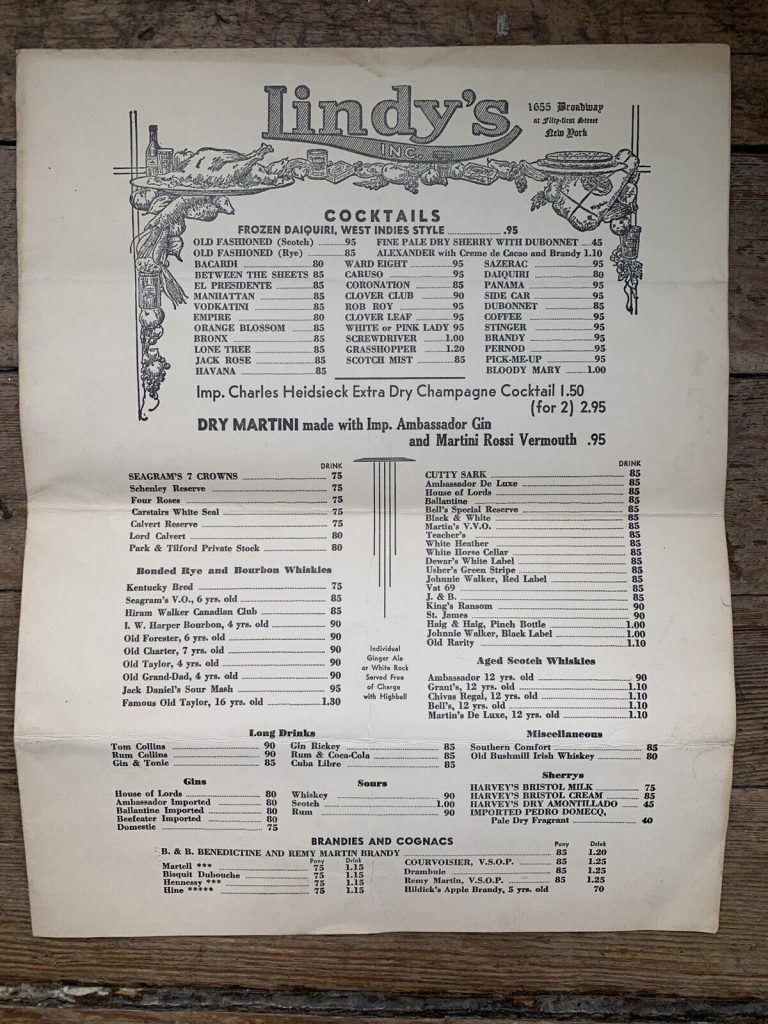 Lindy's
INC.
1655 Broadway
at Fifty-first Street
New York
COCKTAILS
FROZEN DAIQUIRI, WEST INDIES STYLE .95
OLD FASHIONED (Scotch) 95 FINE PALE DRY SHERRY WITH DUBONNET 45
OLD FASHIONED (Rye) 85 ALEXANDER with Creme de Cacao and Brandy 1.10
BACARDI 80 WARD EIGHT 95 SAZERAC 95
BETWEEN THE SHEETS 85 CARUSO 95 DAIQUIRI 80
EL PRESIDENTE 85 CORONATION 85 PANAMA 95
MANHATTAN 85 CLOVER CLUB 90 SIDE CAR 95
VODKATINI 85 ROB ROY 95 DUBONNET 85
EMPIRE 80 CLOVER LEAF 95 COFFEE 95
ORANGE BLOSSOM 85 WHITE or PINK LADY 95 STINGER 95
BRONX 85 SCREWDRIVER 1.00 BRANDY 95
LONE TREE 85 GRASSHOPPER 1.20 PERNOD 95
JACK ROSE 85 SCOTCH MIST 85 PICK-ME-UP 95
HAVANA 85 BLOODY MARY 1.00
Imp. Charles Heidsieck Extra Dry Champagne Cocktail 1.50
(for 2) 2.95
DRY MARTINI made with Imp. Ambassador Gin
and Martini Rossi Vermouth .95
DRINK
SEAGRAM'S 7 CROWNS 75
Schenley Reserve 75
Four Roses 75
Carstairs White Seal 75
Calvert Reserve 75
Lord Calvert 80
Park & Tilford Private Stock 80
Bonded Rye and Bourbon Whiskies
Kentucky Bred 75
Seagram's V.O., 6 yrs. old 85
Hiram Walker Canadian Club 85
I. W. Harper Bourbon, 4 yrs. old 90
Old Forester, 6 yrs. old 90
Old Charter, 7 yrs. old 90
Old Taylor, 4 yrs. old 90
Old Grand-Dad, 4 yrs. old 90
Jack Daniel's Sour Mash 95
Famous Old Taylor, 16 yrs. old 1.30
Individual
Ginger Ale
or White Rock
Served Free
of Charge
with Highball
DRINK
CUTTY SARK 85
Ambassador De Luxe 85
House of Lords 85
Ballantine 85
Bell's Special Reserve 85
Black & White 85
Martin's V.V.O. 85
Teacher's 85
White Heather 85
White Horse Cellar 85
Dewar's White Label 85
Usher's Green Stripe 85
Johnnie Walker, Red Label 85
Vat 69 85
J. & B. 85
King's Ransom 90
St. James 90
Haig & Haig, Pinch Bottle 1.00
Johnnie Walker, Black Label 1.00
Old Rarity 1.10
Aged Scotch Whiskies
Ambassador 12 yrs. old 90
Grant's, 12 yrs. old 1.10
Chivas Regal, 12 yrs. old 1.10
Bell's, 12 yrs. old 1.10
Martin's De Luxe, 12 yrs. old 1.10
Long Drinks
Tom Collins 90 Gin Rickey 85
Rum Collins 90 Rum & Coca-Cola 85
Gin & Tonic 85 Cuba Libre 85
Miscellaneous
Southern Comfort 85
Old Bushmill Irish Whiskey 80
Gins
House of Lords 80
Ambassador Imported 80
Ballantine Imported 80
Beefeater Imported 80
Domestic 75
Sours
Whiskey 90
Scotch 1.00
Rum 90
Sherrys
HARVEY'S BRISTOL MILK 75
HARVEY'S BRISTOL CREAM 85
HARVEY'S DRY AMONTILLADO 45
IMPORTED PEDRO DOMECQ,
Pale Dry Fragrant 40
BRANDIES AND COGNACS
Pony Drink
B. & B. BENEDICTINE AND REMY MARTIN BRANDY 85 1.20
Pony Drink
Martell *** 75 1.15
Bisquit Dubouche 75 1.15
Hennessy *** 75 1.15
Hine ***** 75 1.15
COURVOISIER, V.S.O.P. 85 1.25
Drambuie 85 1.25
Remy Martin, V.S.O.P. 85 1.25
Hildick's Apple Brandy, 5 yrs. old 70